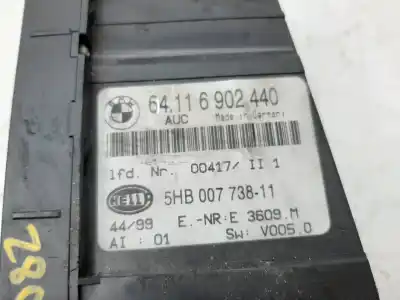 BMW
64.11 6 902 440
AUC Made in Germany
lfd. Nr. 00417/ II 1
HELLA 5HB 007 738-11
44/99 E.-NR:E 3609.M
AI : 01 Sw: V005.0